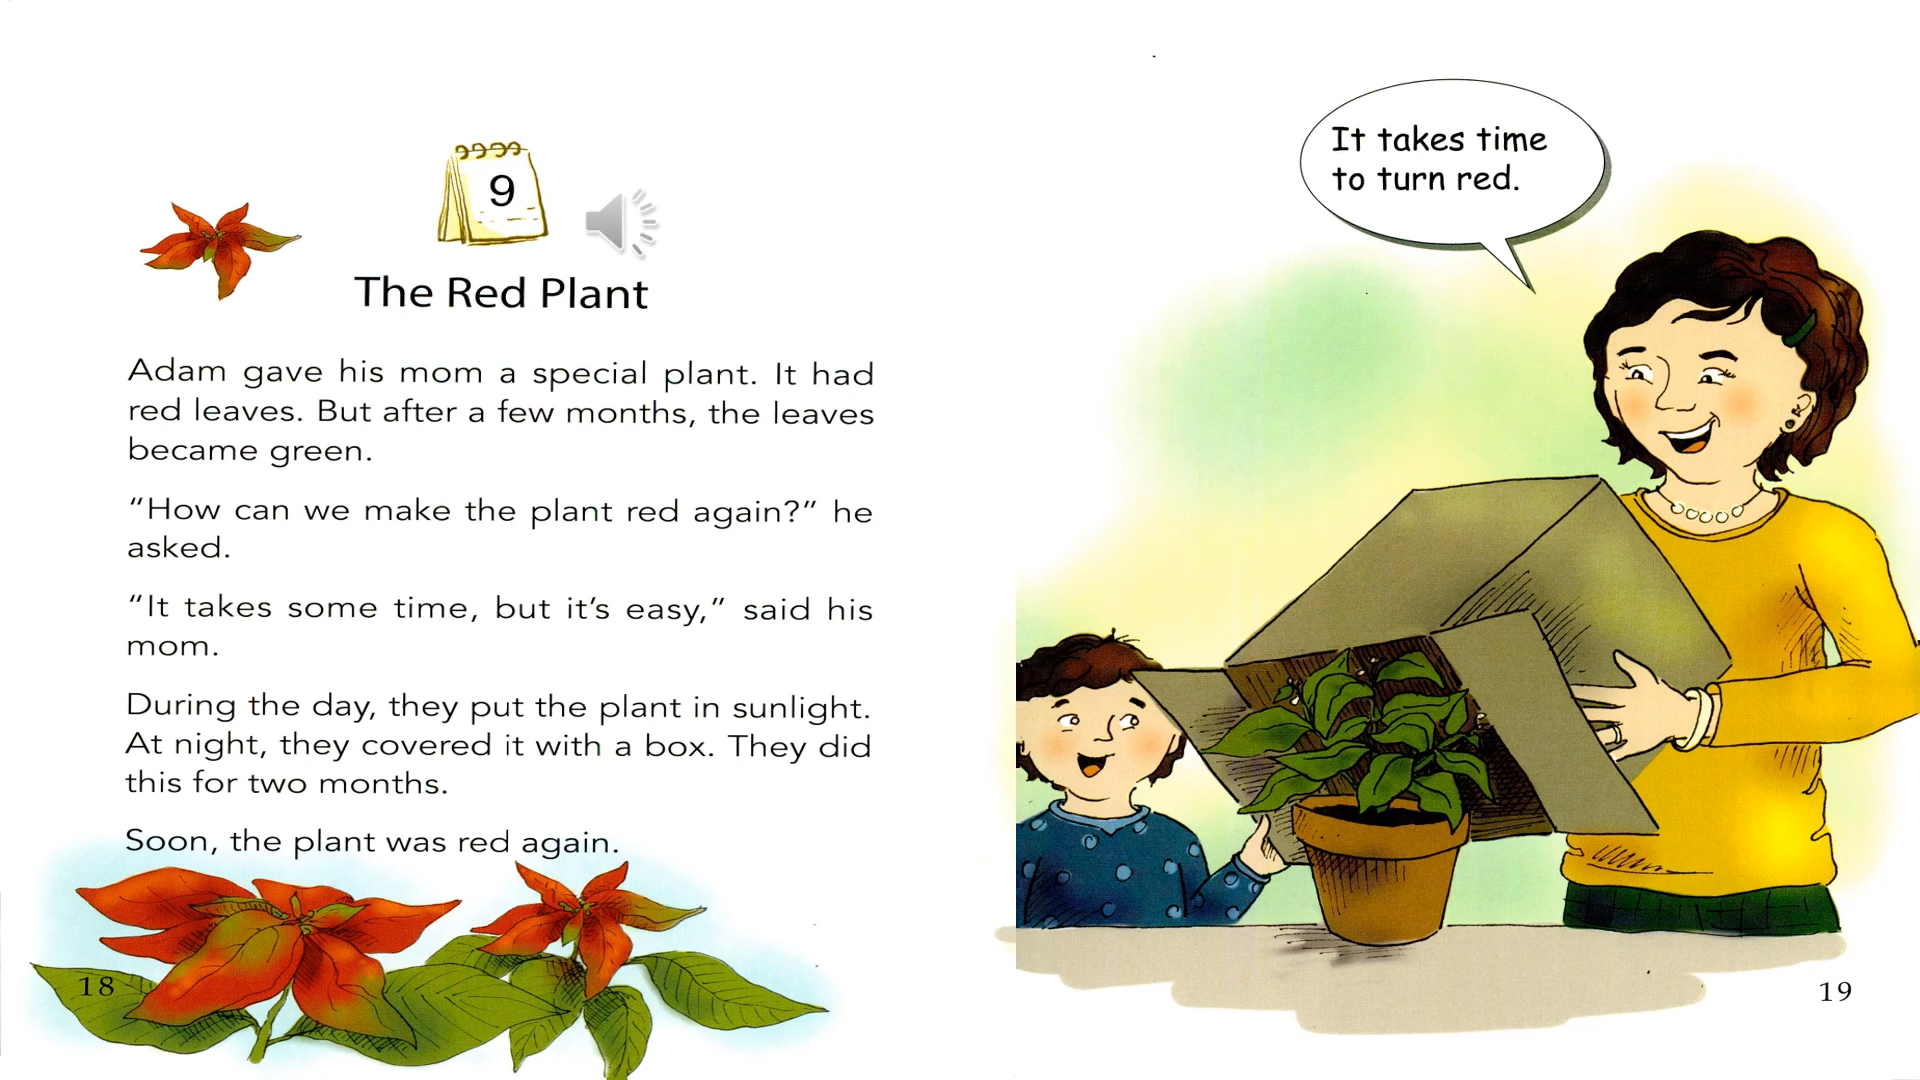 9
The Red Plant
Adam gave his mom a special plant. It had
red leaves. But after a few months, the leaves
became green.
“How can we make the plant red again?” he
asked.
“It takes some time, but it’s easy,” said his
mom.
During the day, they put the plant in sunlight.
At night, they covered it with a box. They did
this for two months.
Soon, the plant was red again.
18
It takes time
to turn red.
19